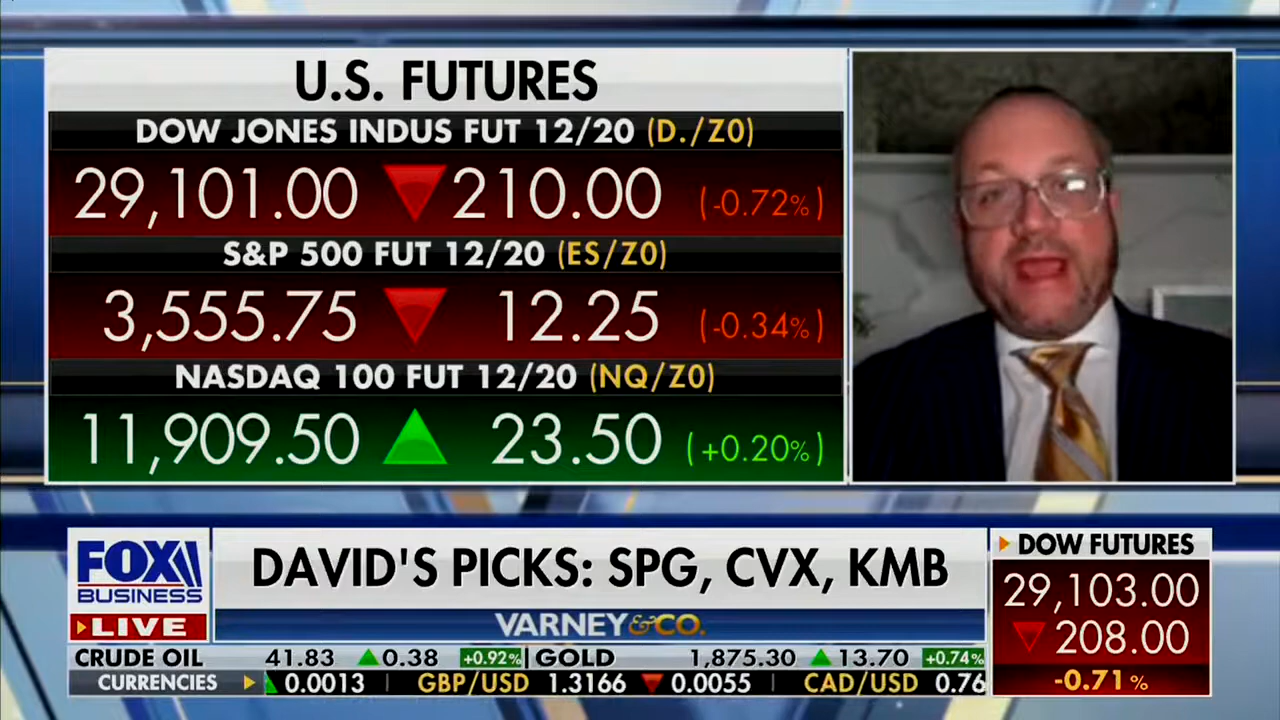 U.S. FUTURES
DOW JONES INDUS FUT 12/20 (D./Z0)
29,101.00 ▼ 210.00 (-0.72%)
S&P 500 FUT 12/20 (ES/Z0)
3,555.75 ▼ 12.25 (-0.34%)
NASDAQ 100 FUT 12/20 (NQ/Z0)
11,909.50 ▲ 23.50 (+0.20%)
FOX
BUSINESS
LIVE
DAVID'S PICKS: SPG, CVX, KMB
VARNEY & CO.
DOW FUTURES
29,103.00
▼ 208.00
-0.71%
CRUDE OIL 41.83 ▲ 0.38 +0.92% GOLD 1,875.30 ▲ 13.70 +0.74%
CURRENCIES ▲ 0.0013 | GBP/USD 1.3166 ▼ 0.0055 | CAD/USD 0.76